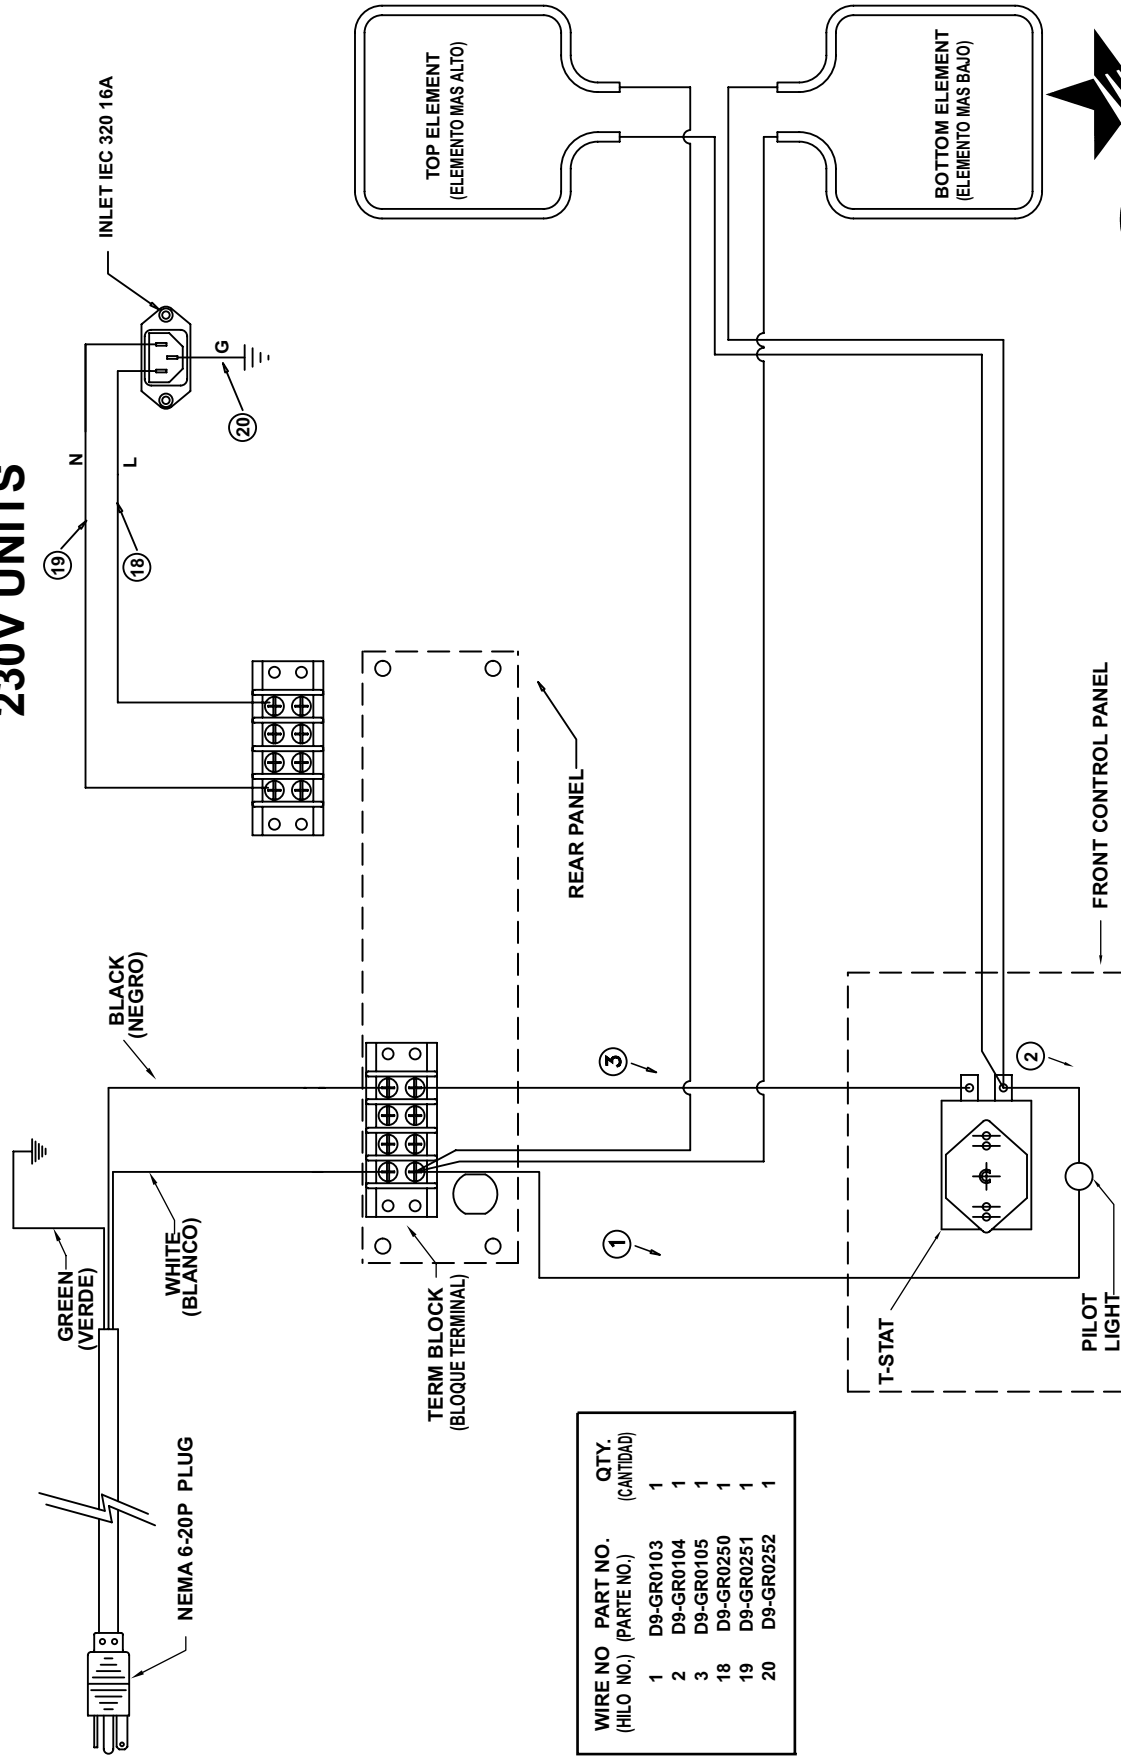 230V UNITS
INLET IEC 320 16A
N
L
G
19
18
20
TOP ELEMENT
(ELEMENTO MAS ALTO)
BOTTOM ELEMENT
(ELEMENTO MAS BAJO)
BLACK
(NEGRO)
GREEN
(VERDE)
WHITE
(BLANCO)
NEMA 6-20P PLUG
REAR PANEL
TERM BLOCK
(BLOQUE TERMINAL)
3
1
2
FRONT CONTROL PANEL
T-STAT
PILOT
LIGHT
WIRE NO PART NO. QTY.
(HILO NO.) (PARTE NO.) (CANTIDAD)
1 D9-GR0103 1
2 D9-GR0104 1
3 D9-GR0105 1
18 D9-GR0250 1
19 D9-GR0251 1
20 D9-GR0252 1